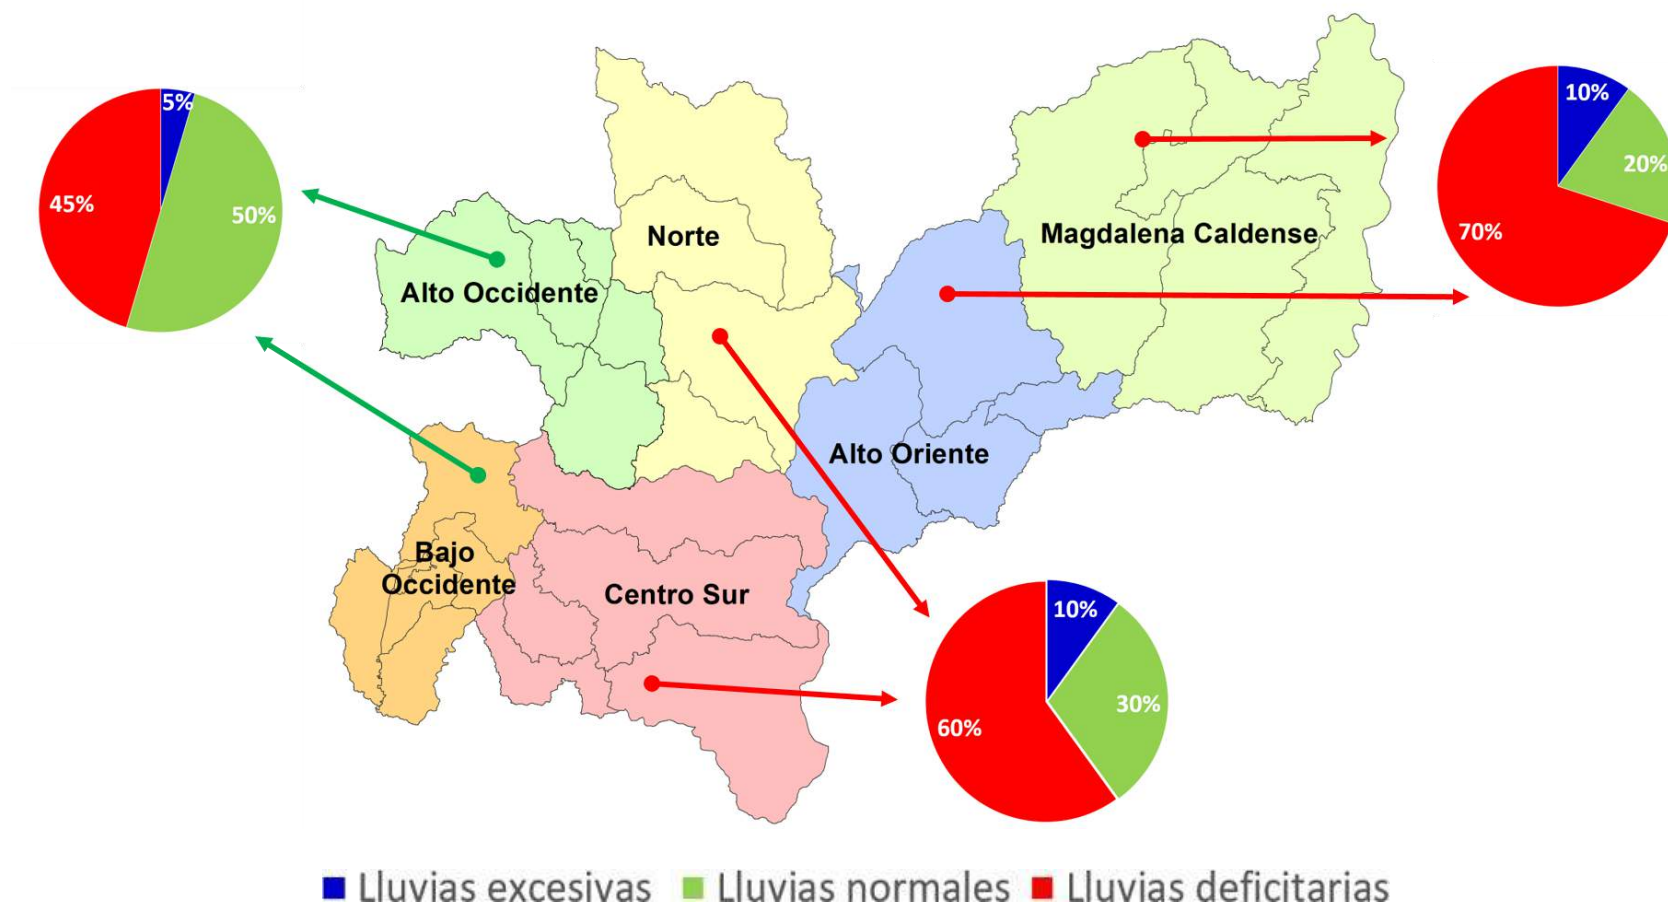 5%
45%
50%
10%
20%
70%
Norte
Magdalena Caldense
Alto Occidente
Alto Oriente
Bajo
Occidente
Centro Sur
10%
30%
60%
Lluvias excesivas
Lluvias normales
Lluvias deficitarias